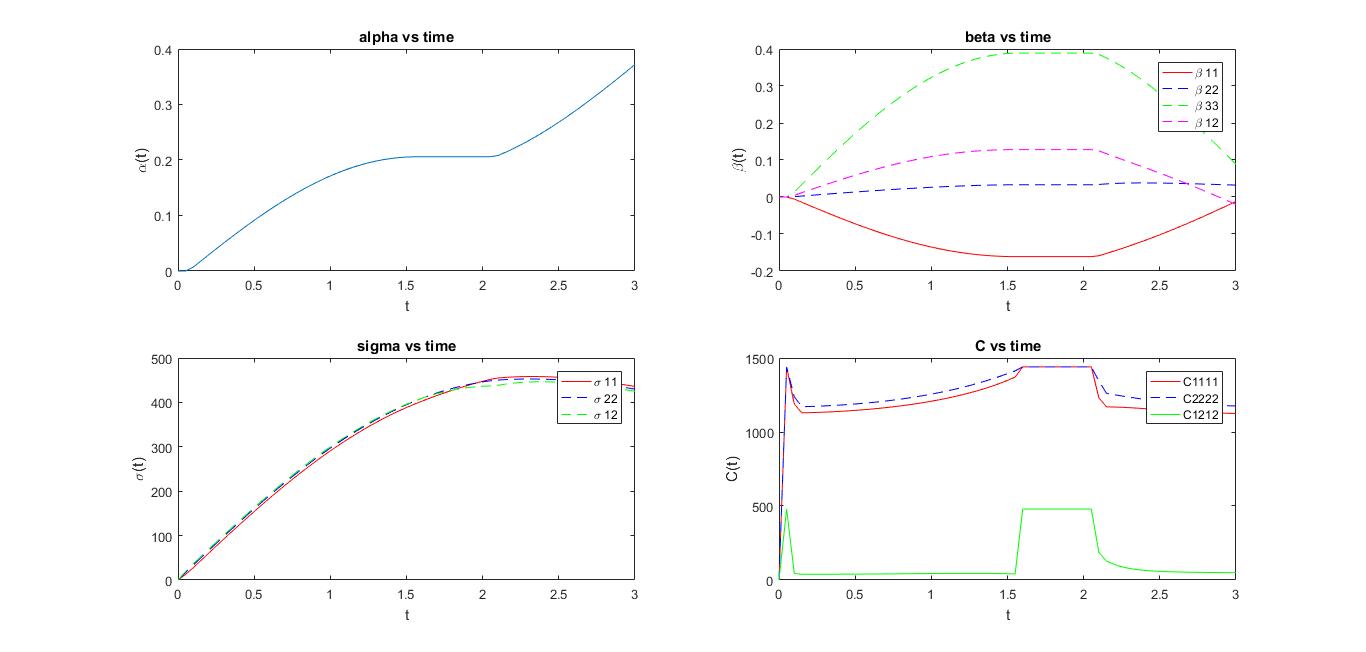 alpha vs time
0.4
0.3
0.2
0.1
0
α(t)
0 0.5 1 1.5 2 2.5 3
t
beta vs time
0.4
0.3
0.2
0.1
0
-0.1
-0.2
β(t)
β 11
β 22
β 33
β 12
0 0.5 1 1.5 2 2.5 3
t
sigma vs time
500
400
300
200
100
0
σ(t)
σ 11
σ 22
σ 12
0 0.5 1 1.5 2 2.5 3
t
C vs time
1500
1000
500
0
C(t)
C1111
C2222
C1212
0 0.5 1 1.5 2 2.5 3
t